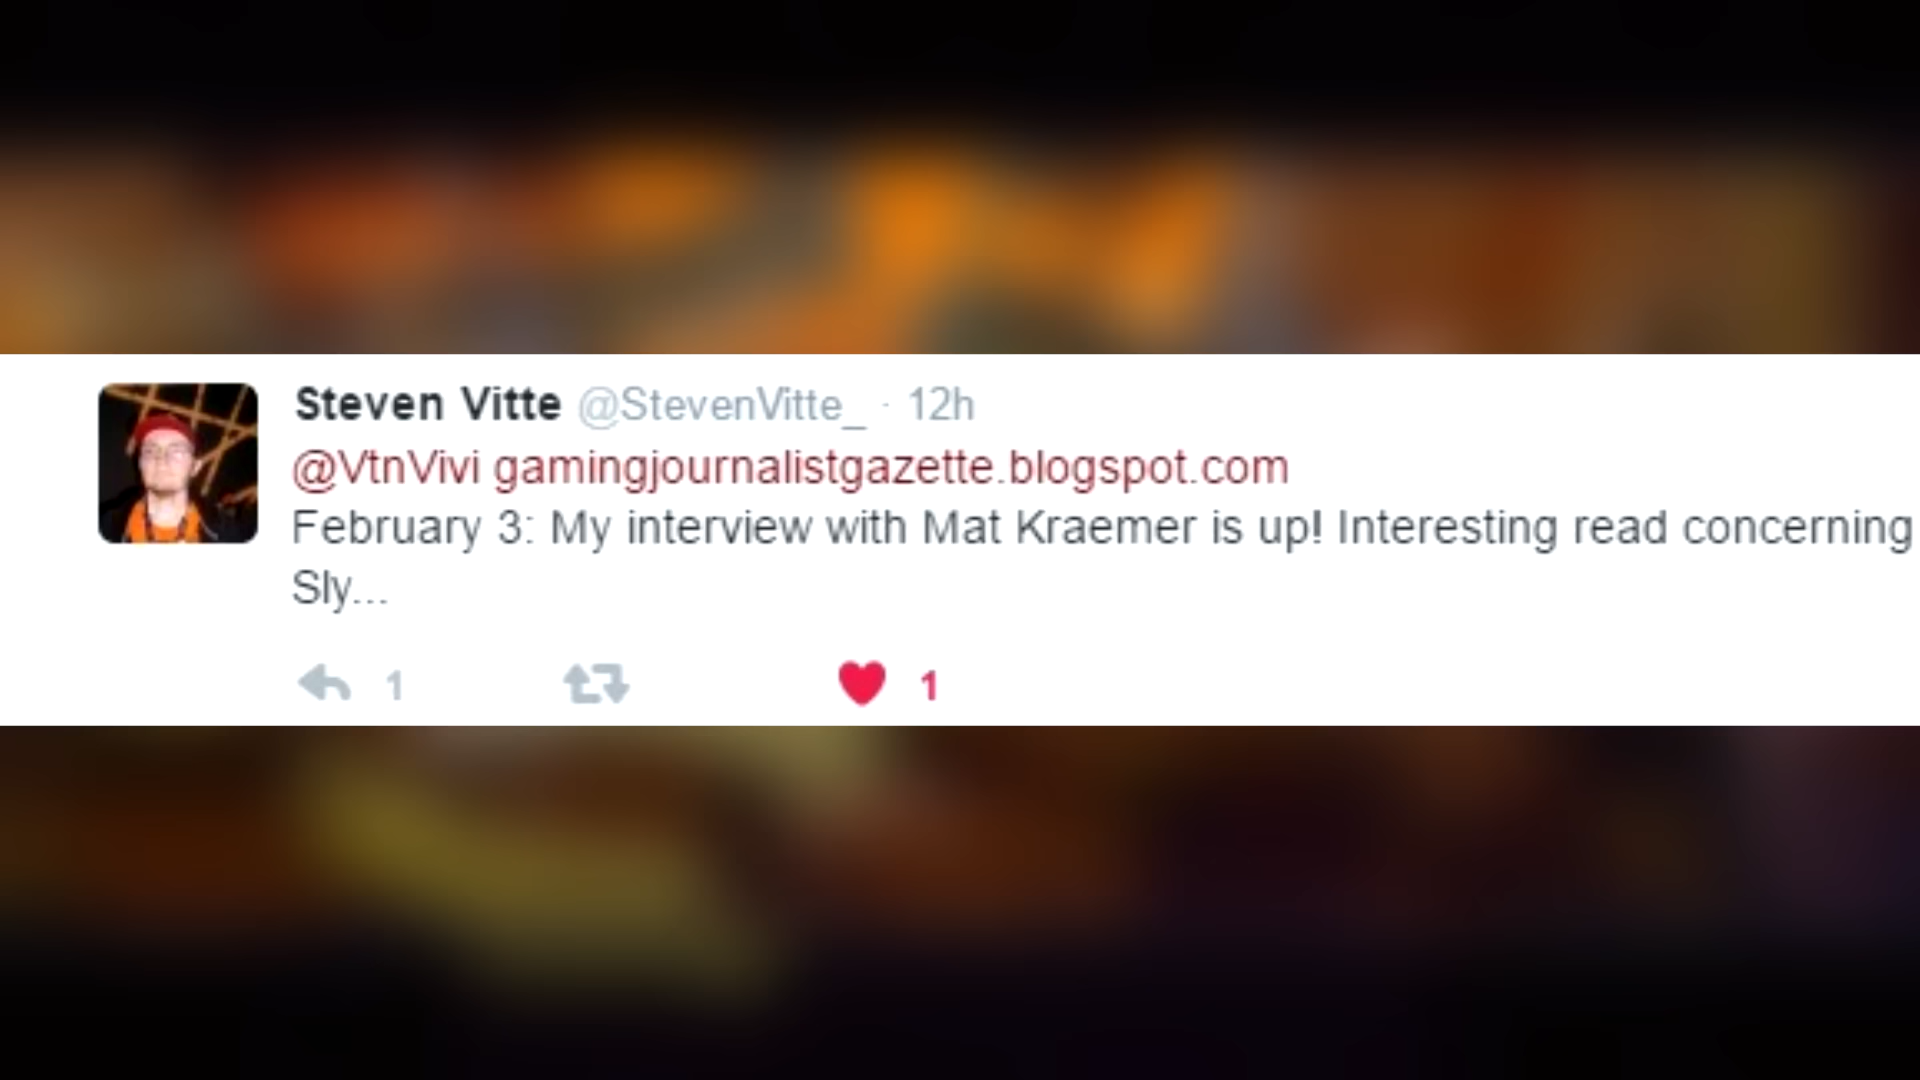 Steven Vitte @StevenVitte_ · 12h
@VtnVivi gamingjournalistgazette.blogspot.com
February 3: My interview with Mat Kraemer is up! Interesting read concerning
Sly...
1 1